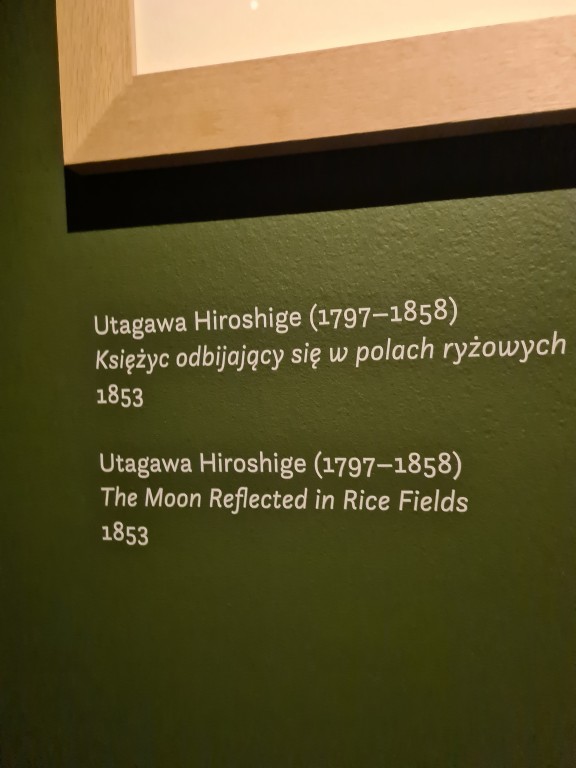 Utagawa Hiroshige (1797–1858)
Księżyc odbijający się w polach ryżowych
1853
Utagawa Hiroshige (1797–1858)
The Moon Reflected in Rice Fields
1853